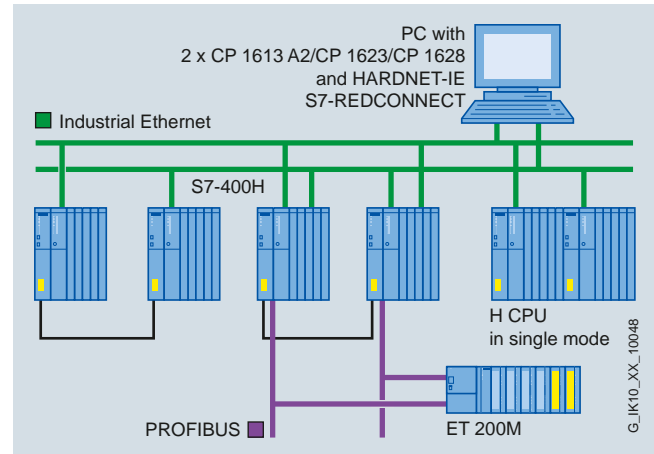 PC with
2 x CP 1613 A2/CP 1623/CP 1628
and HARDNET-IE
S7-REDCONNECT
Industrial Ethernet
S7-400H
H CPU
in single mode
PROFIBUS
ET 200M
G_IK10_XX_10048